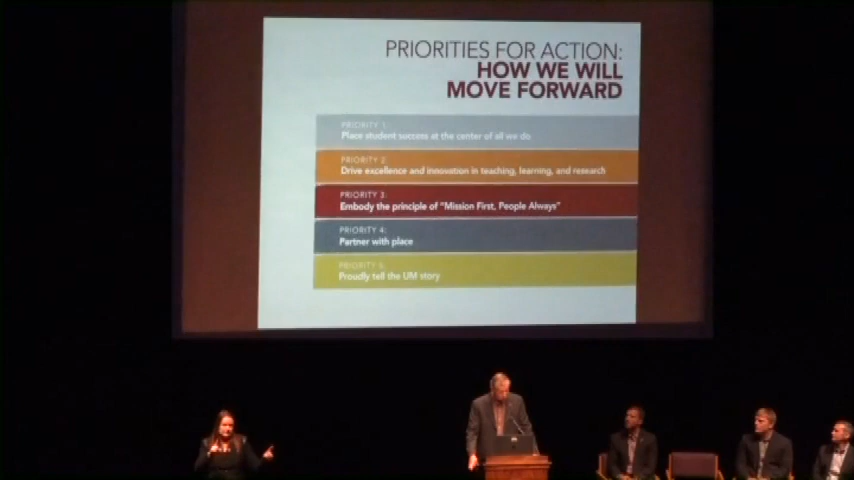 PRIORITIES FOR ACTION:
HOW WE WILL
MOVE FORWARD
PRIORITY 1:
Place student success at the center of all we do
PRIORITY 2:
Drive excellence and innovation in teaching, learning, and research
PRIORITY 3:
Embody the principle of "Mission First, People Always"
PRIORITY 4:
Partner with place
PRIORITY 5:
Proudly tell the UM story